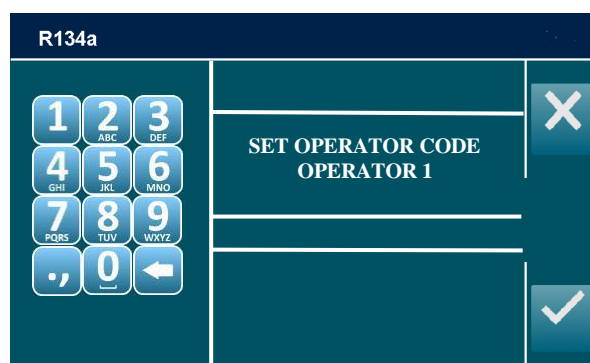 R134a
1 2 3
ABC DEF
4 5 6
GHI JKL MNO
7 8 9
PQRS TUV WXYZ
., 0
SET OPERATOR CODE
OPERATOR 1